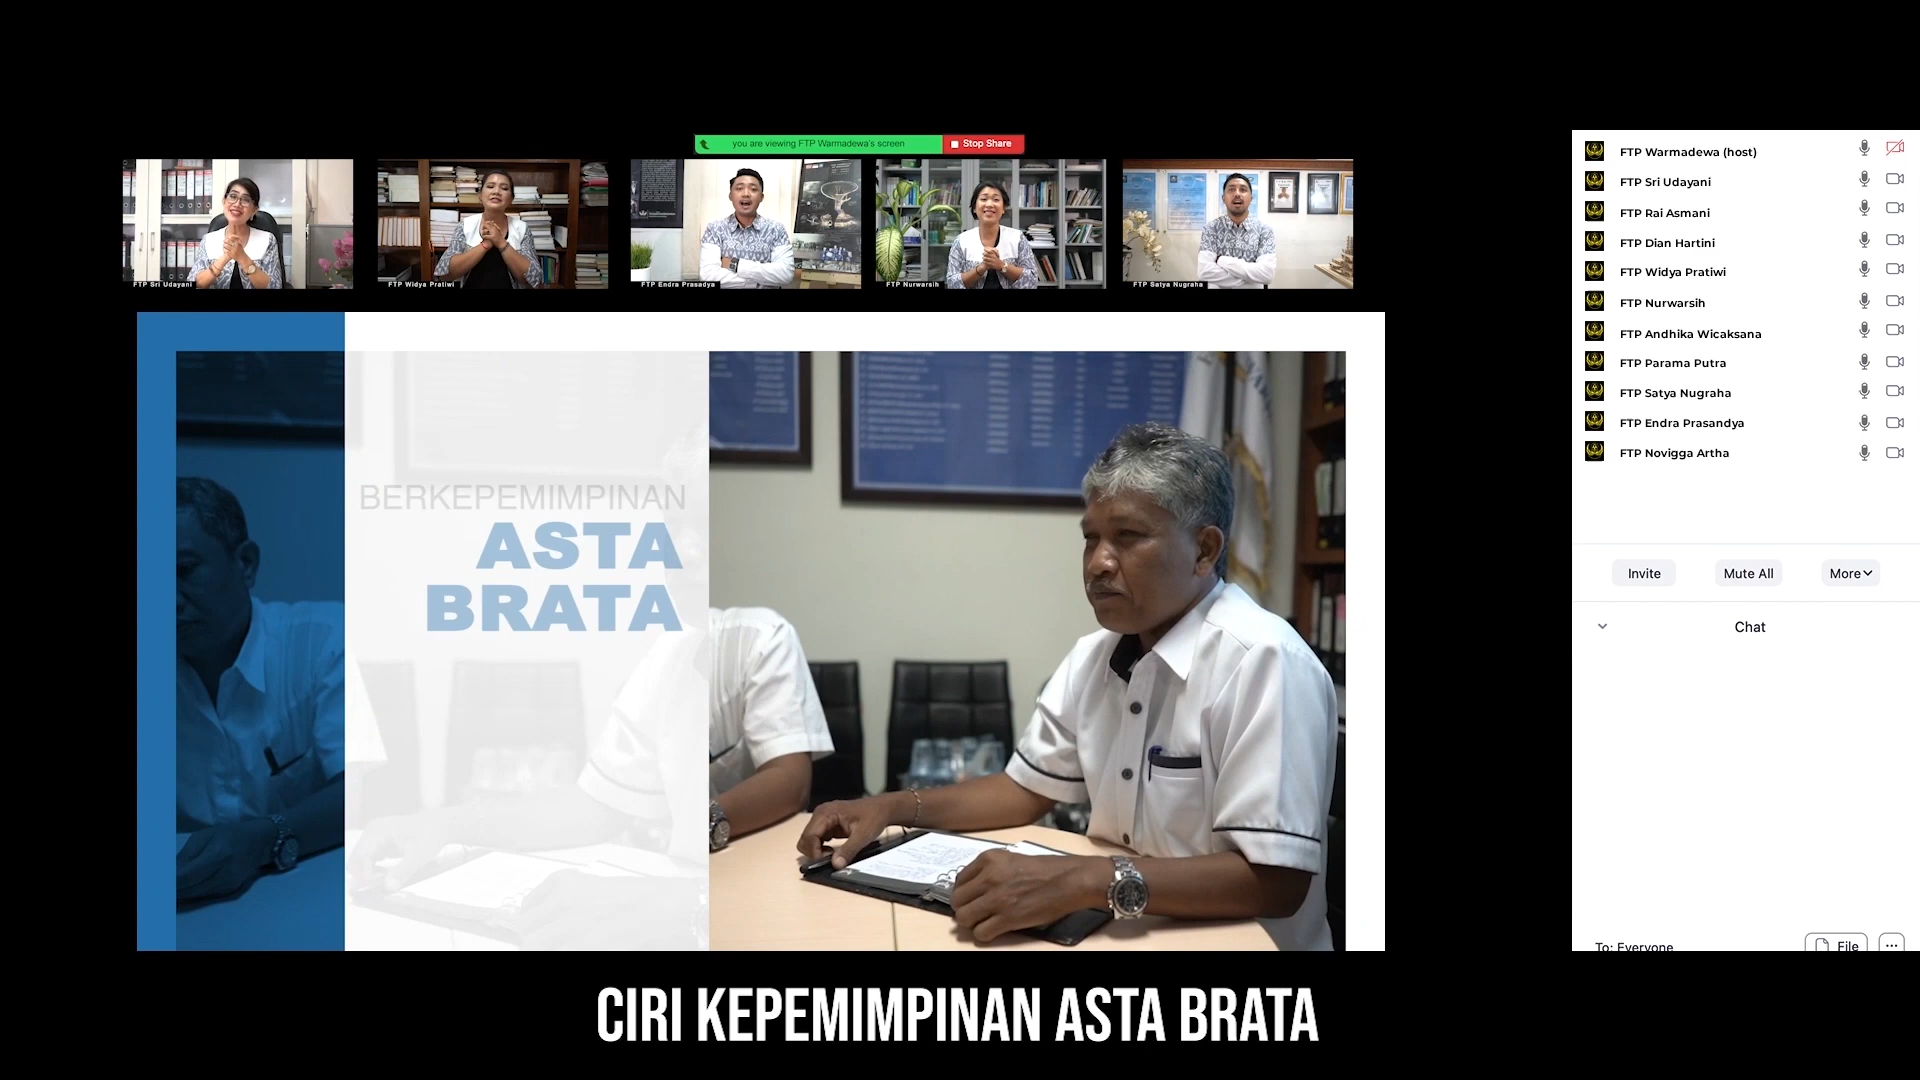 you are viewing FTP Warmadewa's screen
Stop Share
FTP Sri Udayani
FTP Widya Pratiwi
FTP Endra Prasadya
FTP Nurwarsih
FTP Satya Nugraha
BERKEPEMIMPINAN
ASTA
BRATA
CIRI KEPEMIMPINAN ASTA BRATA
FTP Warmadewa (host)
FTP Sri Udayani
FTP Rai Asmani
FTP Dian Hartini
FTP Widya Pratiwi
FTP Nurwarsih
FTP Andhika Wicaksana
FTP Parama Putra
FTP Satya Nugraha
FTP Endra Prasandya
FTP Novigga Artha
Invite
Mute All
More
Chat
To: Everyone
File